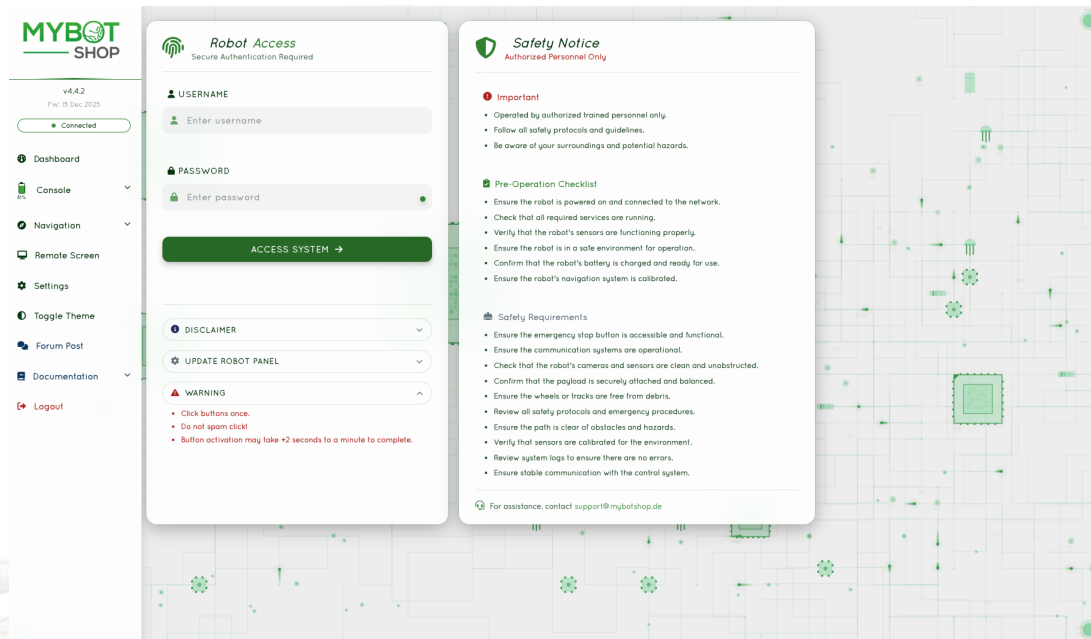 MYBOT
SHOP
v4.4.2
FW: 15 Dec 2025
Connected
Dashboard
Console
81%
Navigation
Remote Screen
Settings
Toggle Theme
Forum Post
Documentation
Logout
Robot Access
Secure Authentication Required
USERNAME
Enter username
PASSWORD
Enter password
ACCESS SYSTEM →
DISCLAIMER
UPDATE ROBOT PANEL
WARNING
• Click buttons once.
• Do not spam click!
• Button activation may take +2 seconds to a minute to complete.
Safety Notice
Authorized Personnel Only
Important
• Operated by authorized trained personnel only.
• Follow all safety protocols and guidelines.
• Be aware of your surroundings and potential hazards.
Pre-Operation Checklist
• Ensure the robot is powered on and connected to the network.
• Check that all required services are running.
• Verify that the robot's sensors are functioning properly.
• Ensure the robot is in a safe environment for operation.
• Confirm that the robot's battery is charged and ready for use.
• Ensure the robot's navigation system is calibrated.
Safety Requirements
• Ensure the emergency stop button is accessible and functional.
• Ensure the communication systems are operational.
• Check that the robot's cameras and sensors are clean and unobstructed.
• Confirm that the payload is securely attached and balanced.
• Ensure the wheels or tracks are free from debris.
• Review all safety protocols and emergency procedures.
• Ensure the path is clear of obstacles and hazards.
• Verify that sensors are calibrated for the environment.
• Review system logs to ensure there are no errors.
• Ensure stable communication with the control system.
For assistance, contact support@mybotshop.de